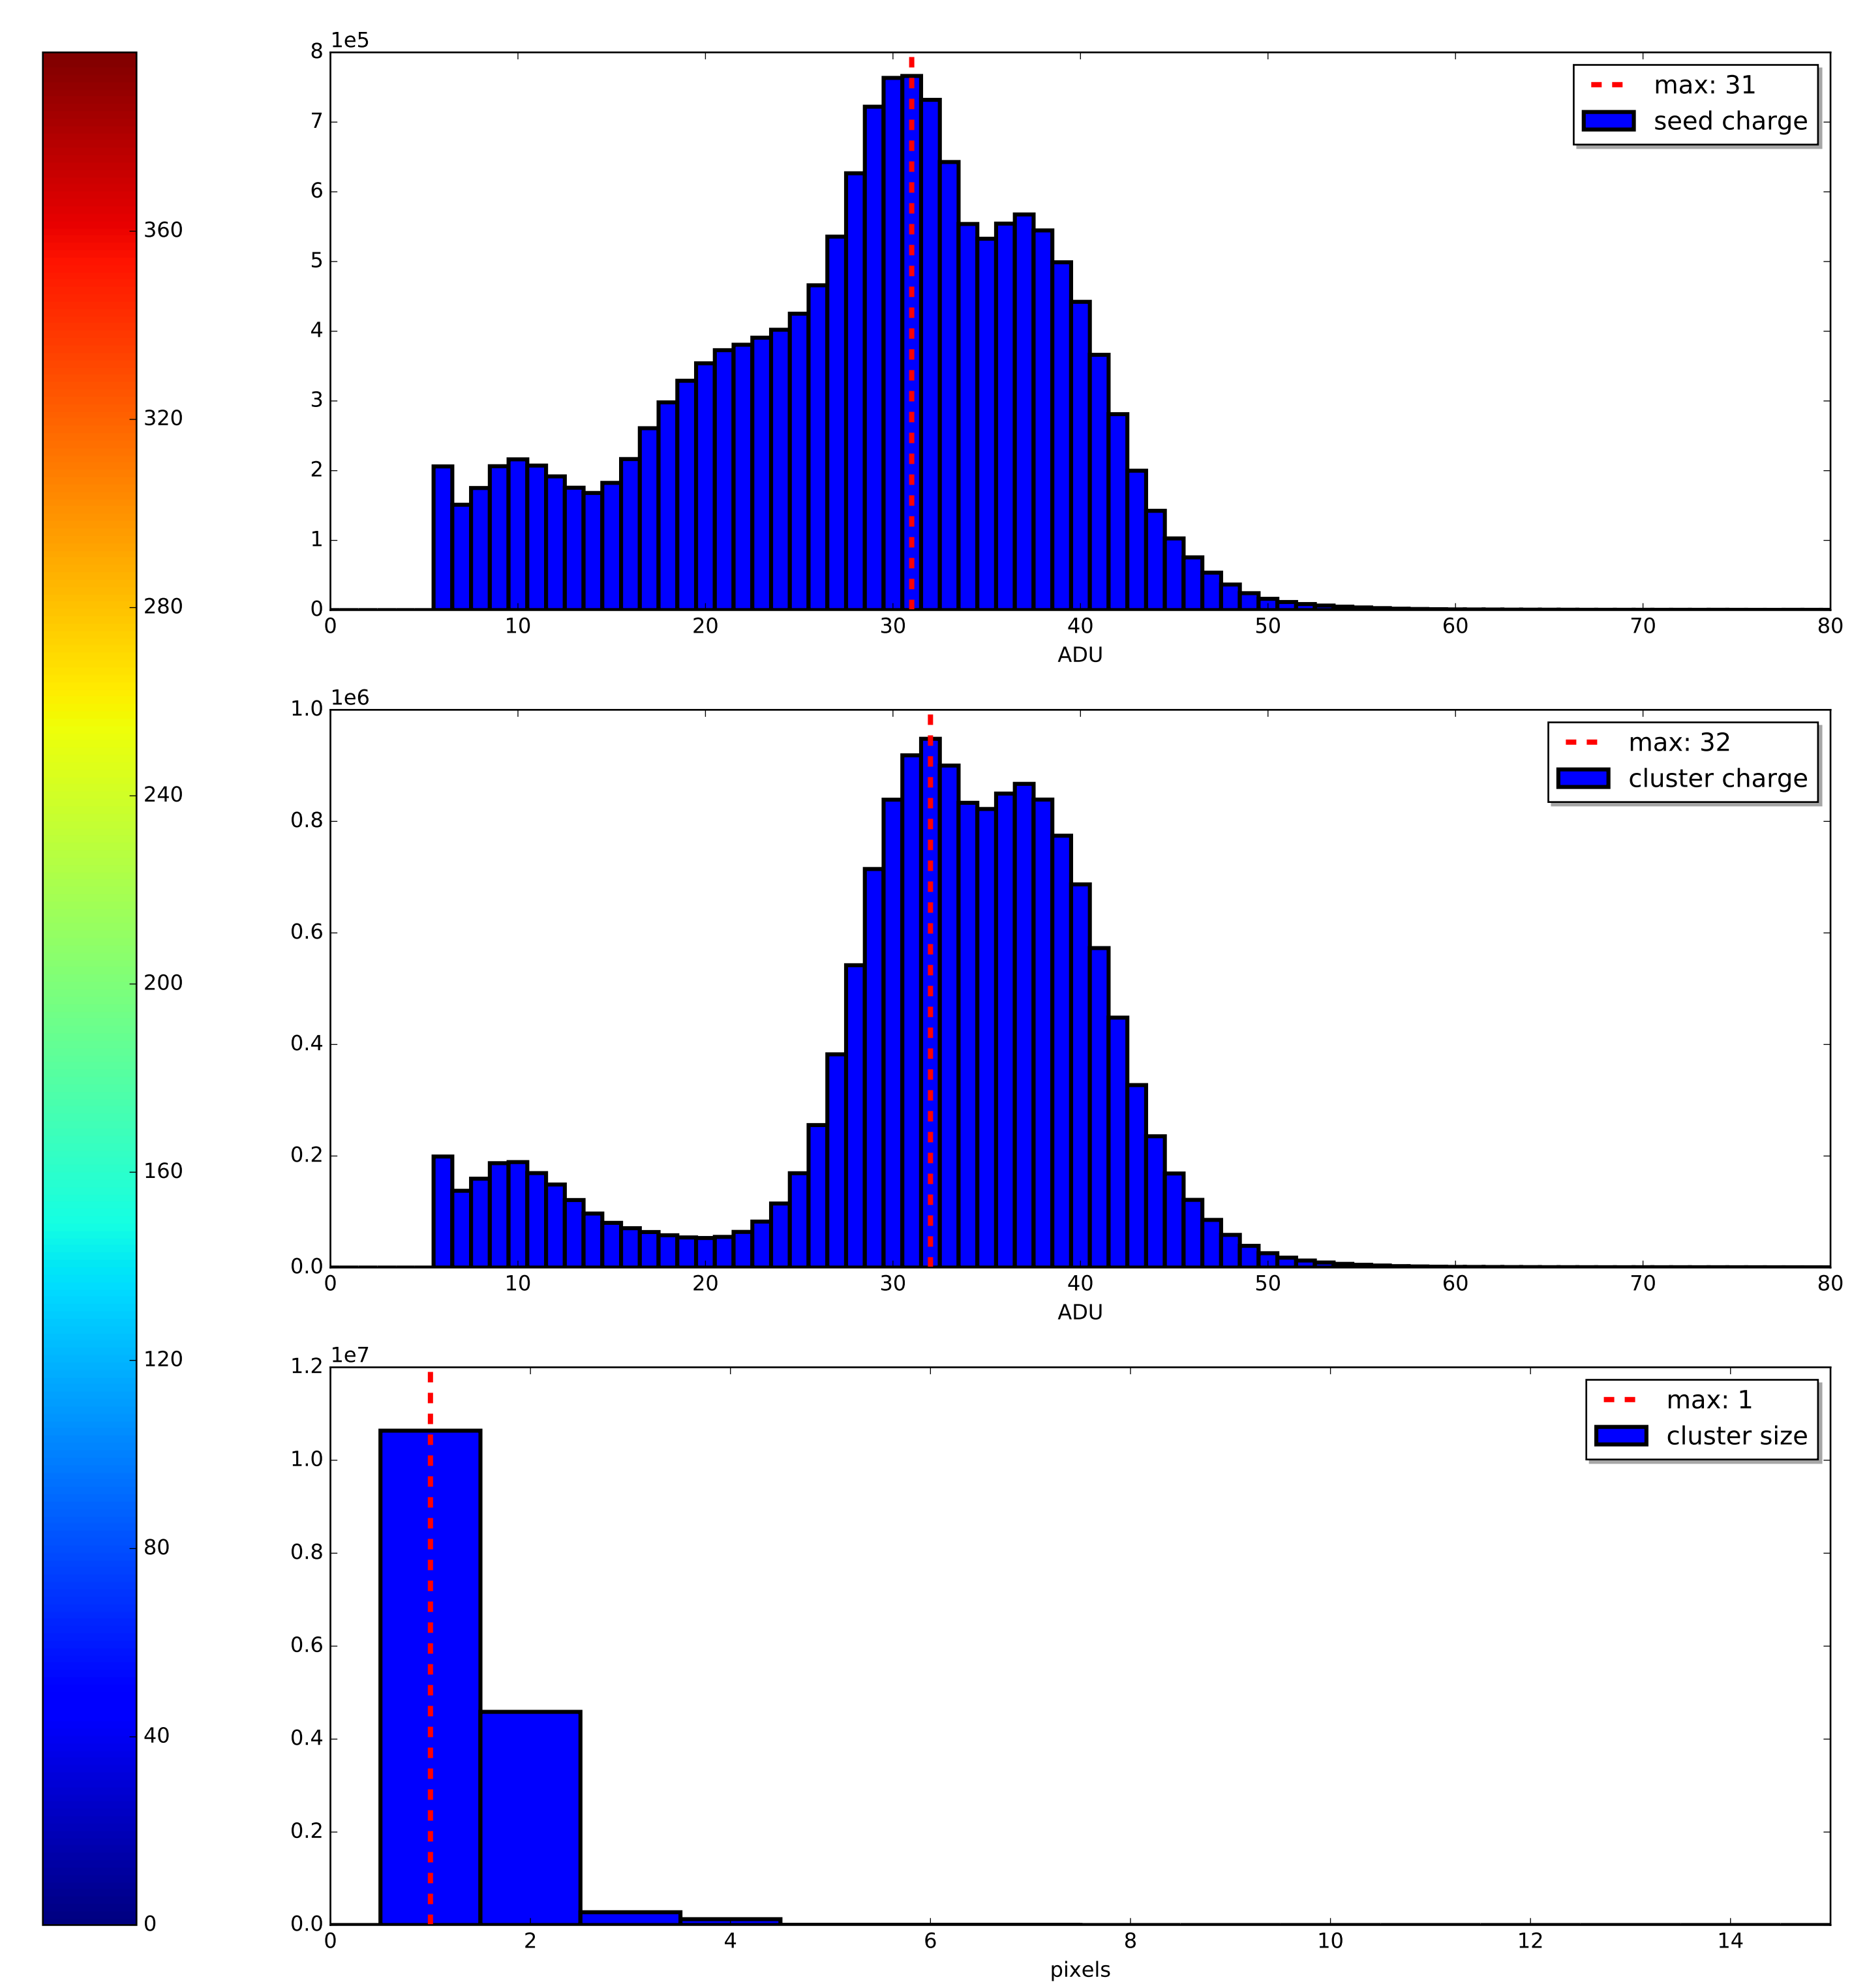 360
320
280
240
200
160
120
80
40
0
1e5
8
7
6
5
4
3
2
1
0
0 10 20 30 40 50 60 70 80
ADU
max: 31
seed charge
1e6
1.0
0.8
0.6
0.4
0.2
0.0
0 10 20 30 40 50 60 70 80
ADU
max: 32
cluster charge
1e7
1.2
1.0
0.8
0.6
0.4
0.2
0.0
0 2 4 6 8 10 12 14
pixels
max: 1
cluster size